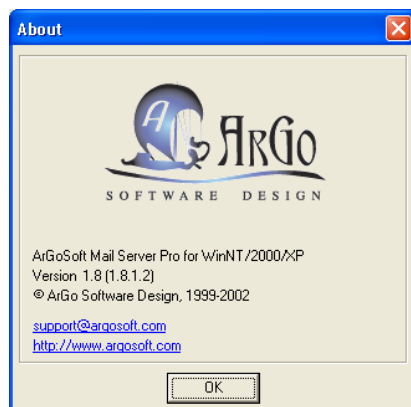 About
A
ArGo
SOFTWARE DESIGN
ArGoSoft Mail Server Pro for WinNT/2000/XP
Version 1.8 (1.8.1.2)
© ArGo Software Design, 1999-2002
support@argosoft.com
http://www.argosoft.com
OK